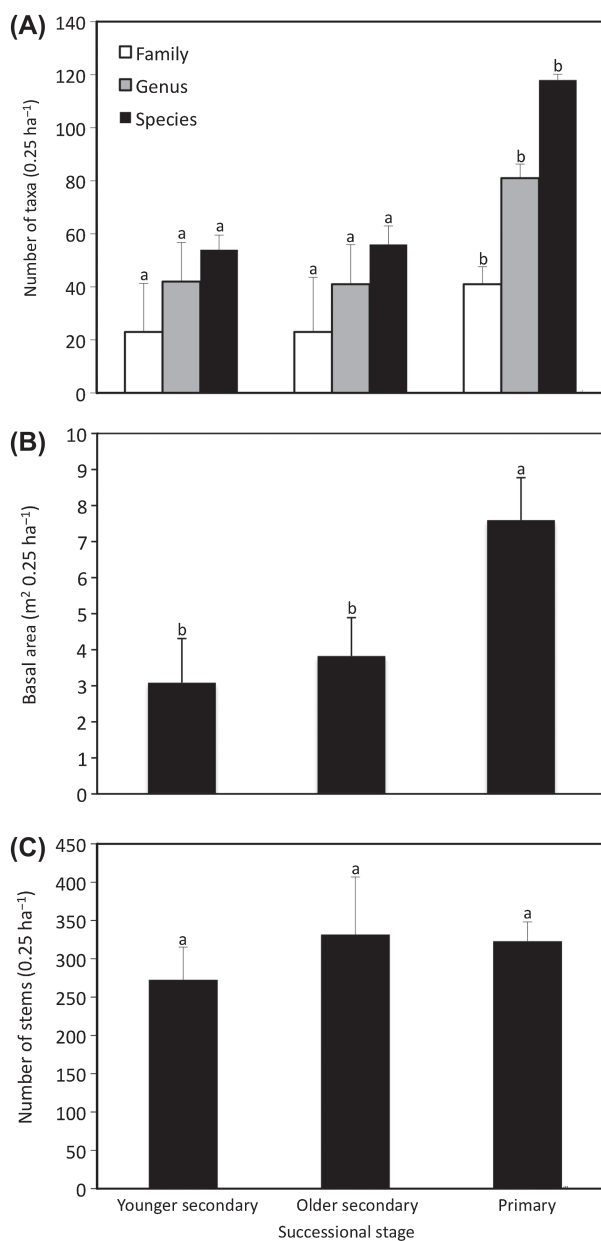 (A)
Number of taxa (0.25 ha⁻¹)
140
120
100
80
60
40
20
0
Family
Genus
Species
a a a
a a a
b b b
(B)
Basal area (m² 0.25 ha⁻¹)
10
9
8
7
6
5
4
3
2
1
0
b
b
a
(C)
Number of stems (0.25 ha⁻¹)
450
400
350
300
250
200
150
100
50
0
a
a
a
Younger secondary Older secondary Primary
Successional stage